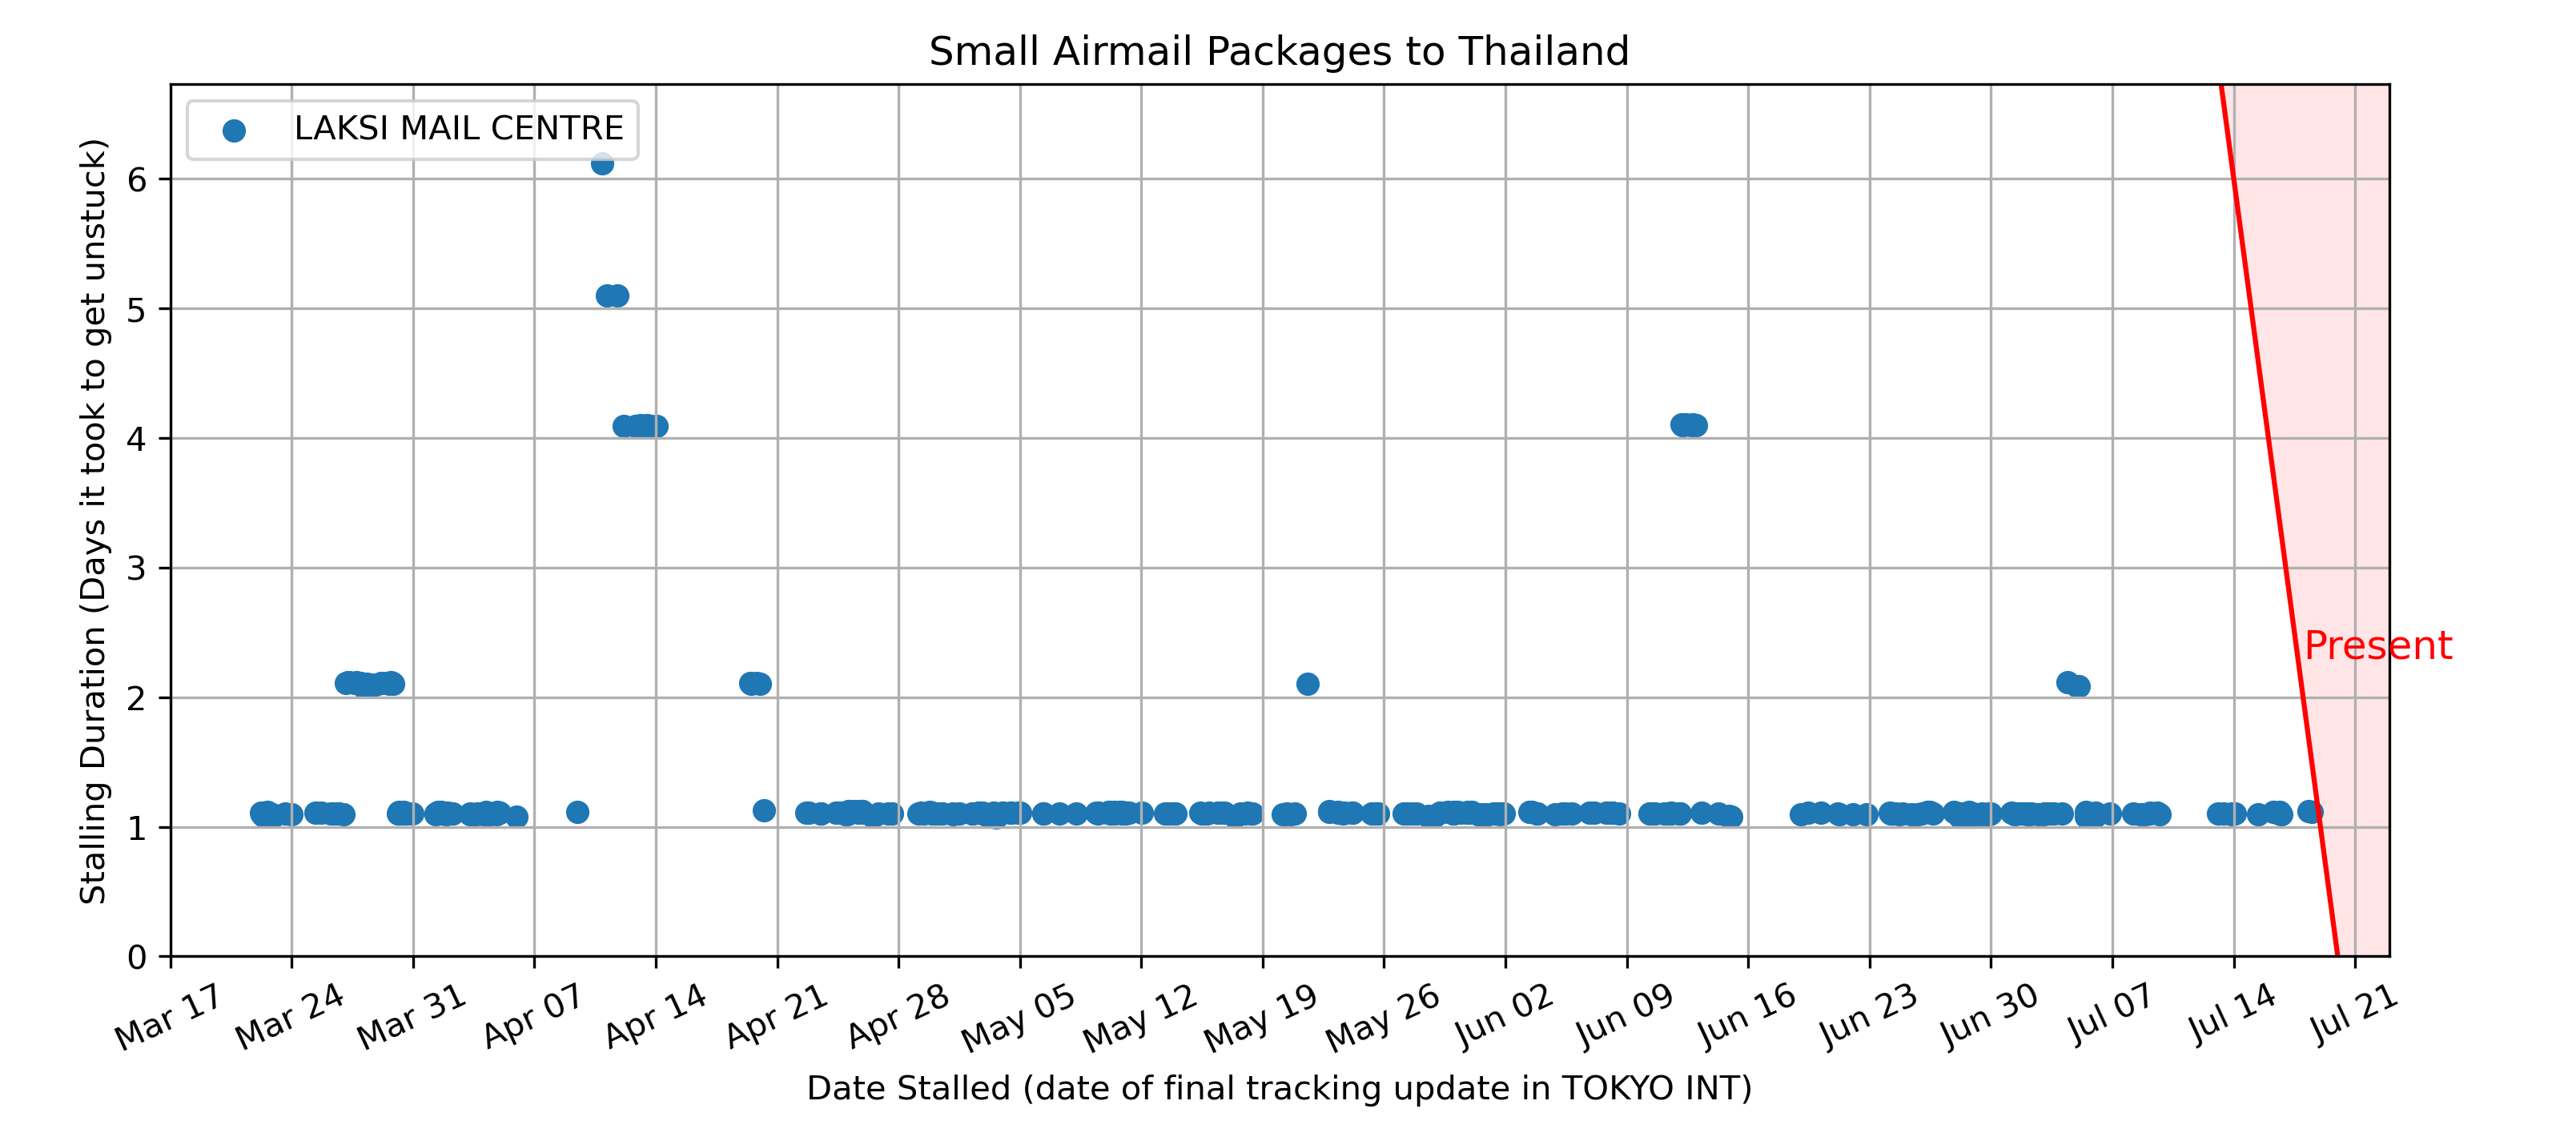 Small Airmail Packages to Thailand
LAKSI MAIL CENTRE
Stalling Duration (Days it took to get unstuck)
6
5
4
3
2
1
0
Present
Mar 17
Mar 24
Mar 31
Apr 07
Apr 14
Apr 21
Apr 28
May 05
May 12
May 19
May 26
Jun 02
Jun 09
Jun 16
Jun 23
Jun 30
Jul 07
Jul 14
Jul 21
Date Stalled (date of final tracking update in TOKYO INT)